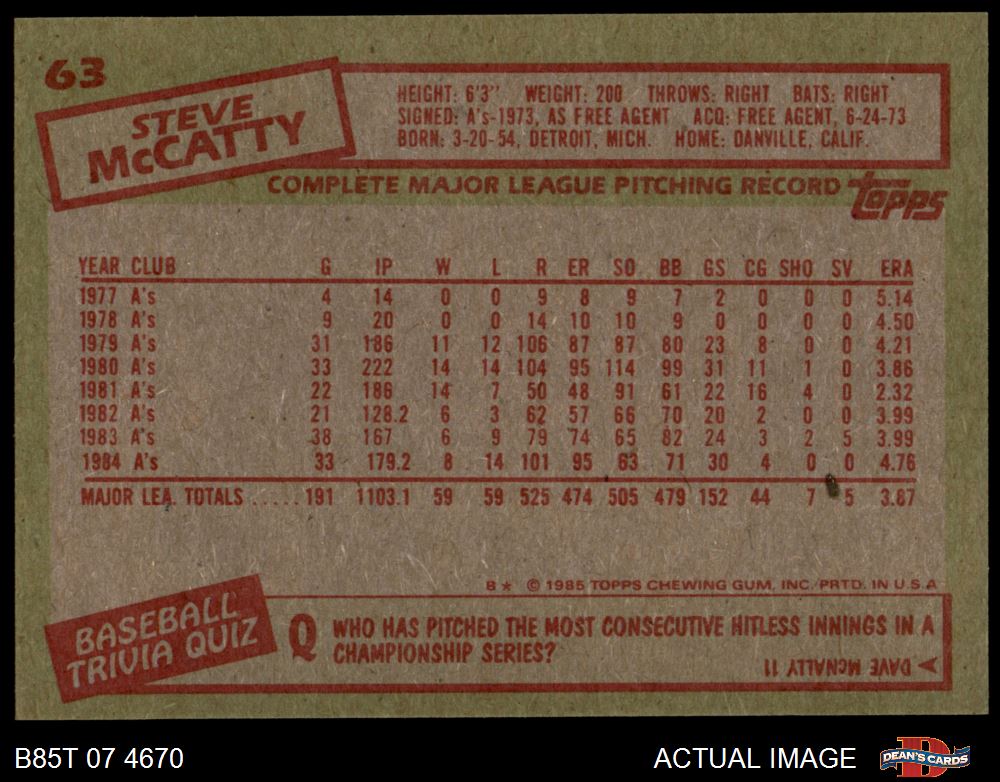 63
STEVE
McCATTY
HEIGHT: 6'3" WEIGHT: 200 THROWS: RIGHT BATS: RIGHT
SIGNED: A's-1973, AS FREE AGENT ACQ: FREE AGENT, 6-24-73
BORN: 3-20-54, DETROIT, MICH. HOME: DANVILLE, CALIF.
COMPLETE MAJOR LEAGUE PITCHING RECORD topps
YEAR CLUB G IP W L R ER SO BB GS CG SHO SV ERA
1977 A's 4 14 0 0 9 8 9 7 2 0 0 0 5.14
1978 A's 9 20 0 0 14 10 10 9 0 0 0 0 4.50
1979 A's 31 186 11 12 106 87 87 80 23 8 0 0 4.21
1980 A's 33 222 14 14 104 95 114 99 31 11 1 0 3.86
1981 A's 22 186 14 7 50 48 91 61 22 16 4 0 2.32
1982 A's 21 128.2 6 3 62 57 66 70 20 2 0 0 3.99
1983 A's 38 167 6 9 79 74 65 82 24 3 2 5 3.99
1984 A's 33 179.2 8 14 101 95 63 71 30 4 0 0 4.76
MAJOR LEA. TOTALS ..... 191 1103.1 59 59 525 474 505 479 152 44 7 5 3.87
B* © 1985 TOPPS CHEWING GUM, INC. PRTD. IN U.S.A
BASEBALL
TRIVIA QUIZ
Q WHO HAS PITCHED THE MOST CONSECUTIVE HITLESS INNINGS IN A
CHAMPIONSHIP SERIES?
DAVE MCNALLY 11
B85T 07 4670
ACTUAL IMAGE
DEAN'S CARDS